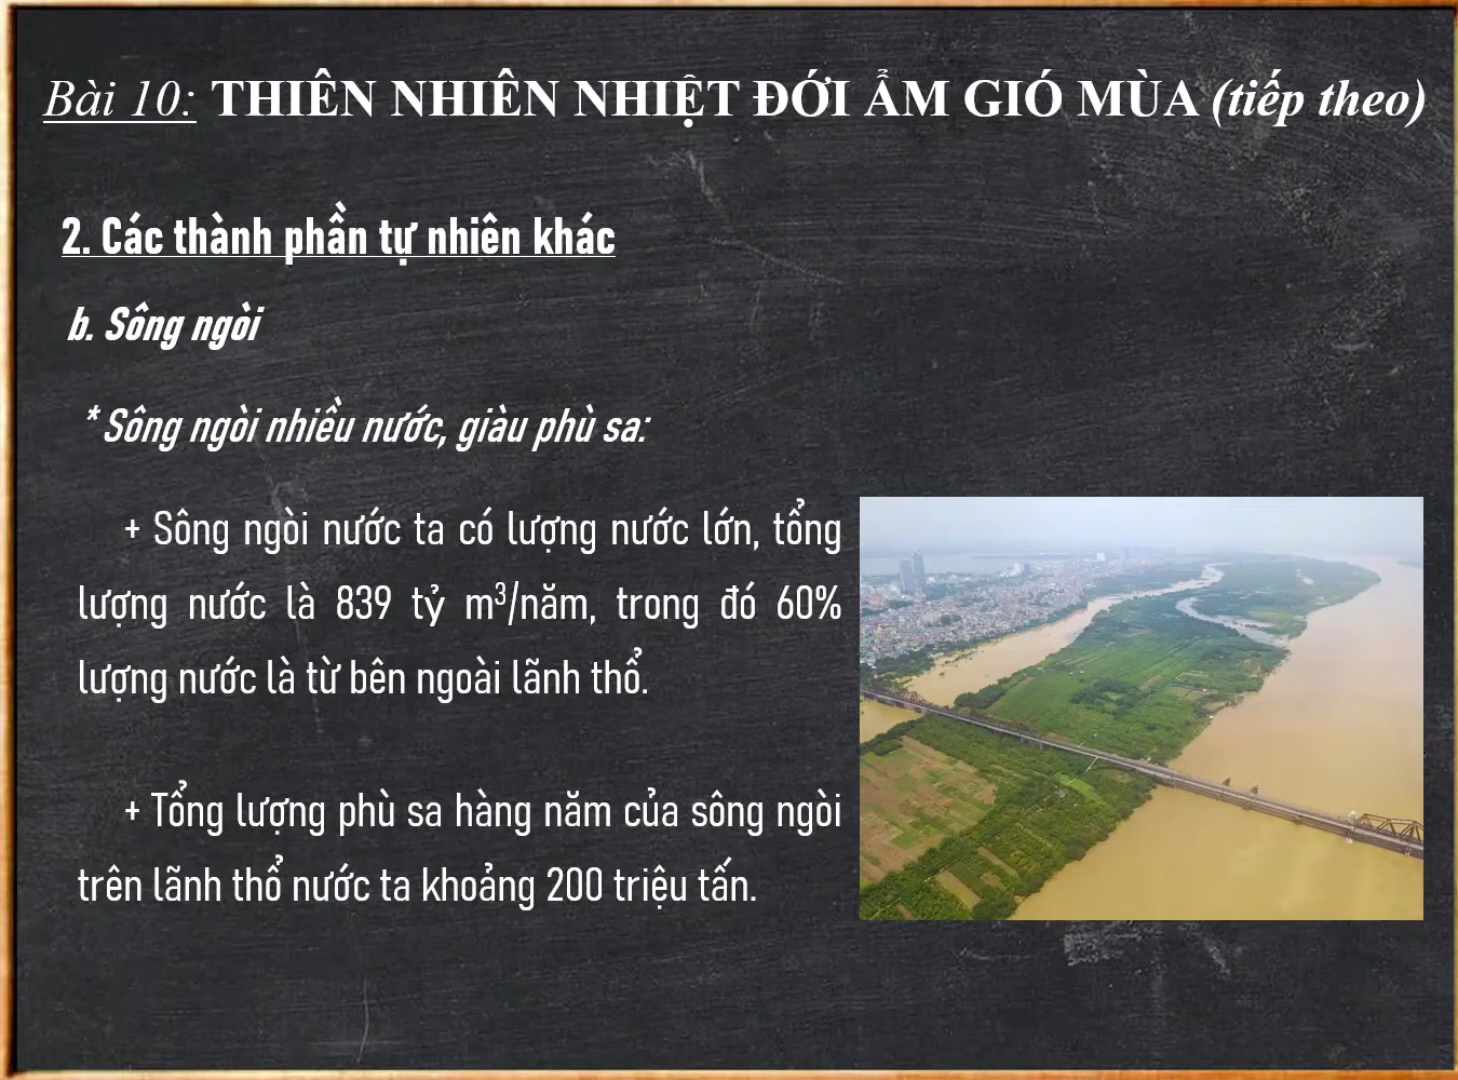 Bài 10: THIÊN NHIÊN NHIỆT ĐỚI ẨM GIÓ MÙA (tiếp theo)
2. Các thành phần tự nhiên khác
b. Sông ngòi
* Sông ngòi nhiều nước, giàu phù sa:
+ Sông ngòi nước ta có lượng nước lớn, tổng
lượng nước là 839 tỷ m³/năm, trong đó 60%
lượng nước là từ bên ngoài lãnh thổ.
+ Tổng lượng phù sa hàng năm của sông ngòi
trên lãnh thổ nước ta khoảng 200 triệu tấn.